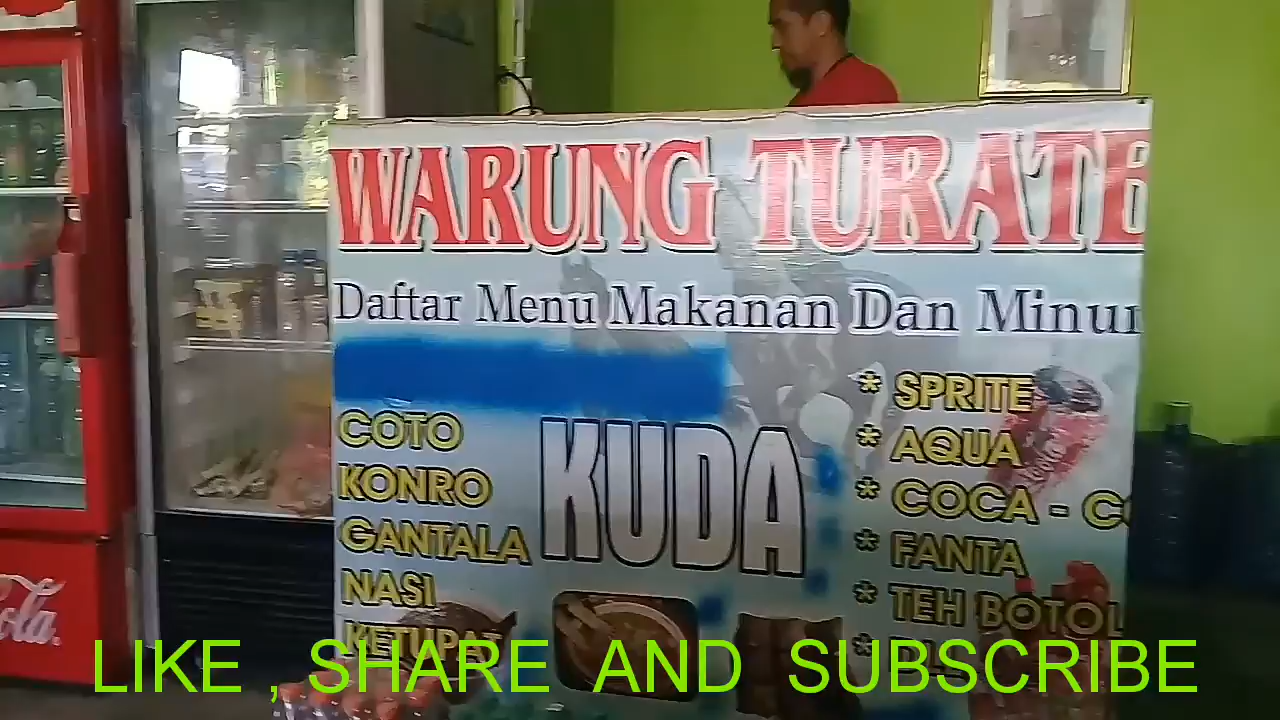 WARUNG TURATE
Daftar Menu Makanan Dan
COTO
KONRO
GANTALA
NASI
KETUPAT
KUDA
* SPRITE
* AQUA
* COCA - C
* FANTA
* TEH BOTOL
Cola
LIKE , SHARE AND SUBSCRIBE